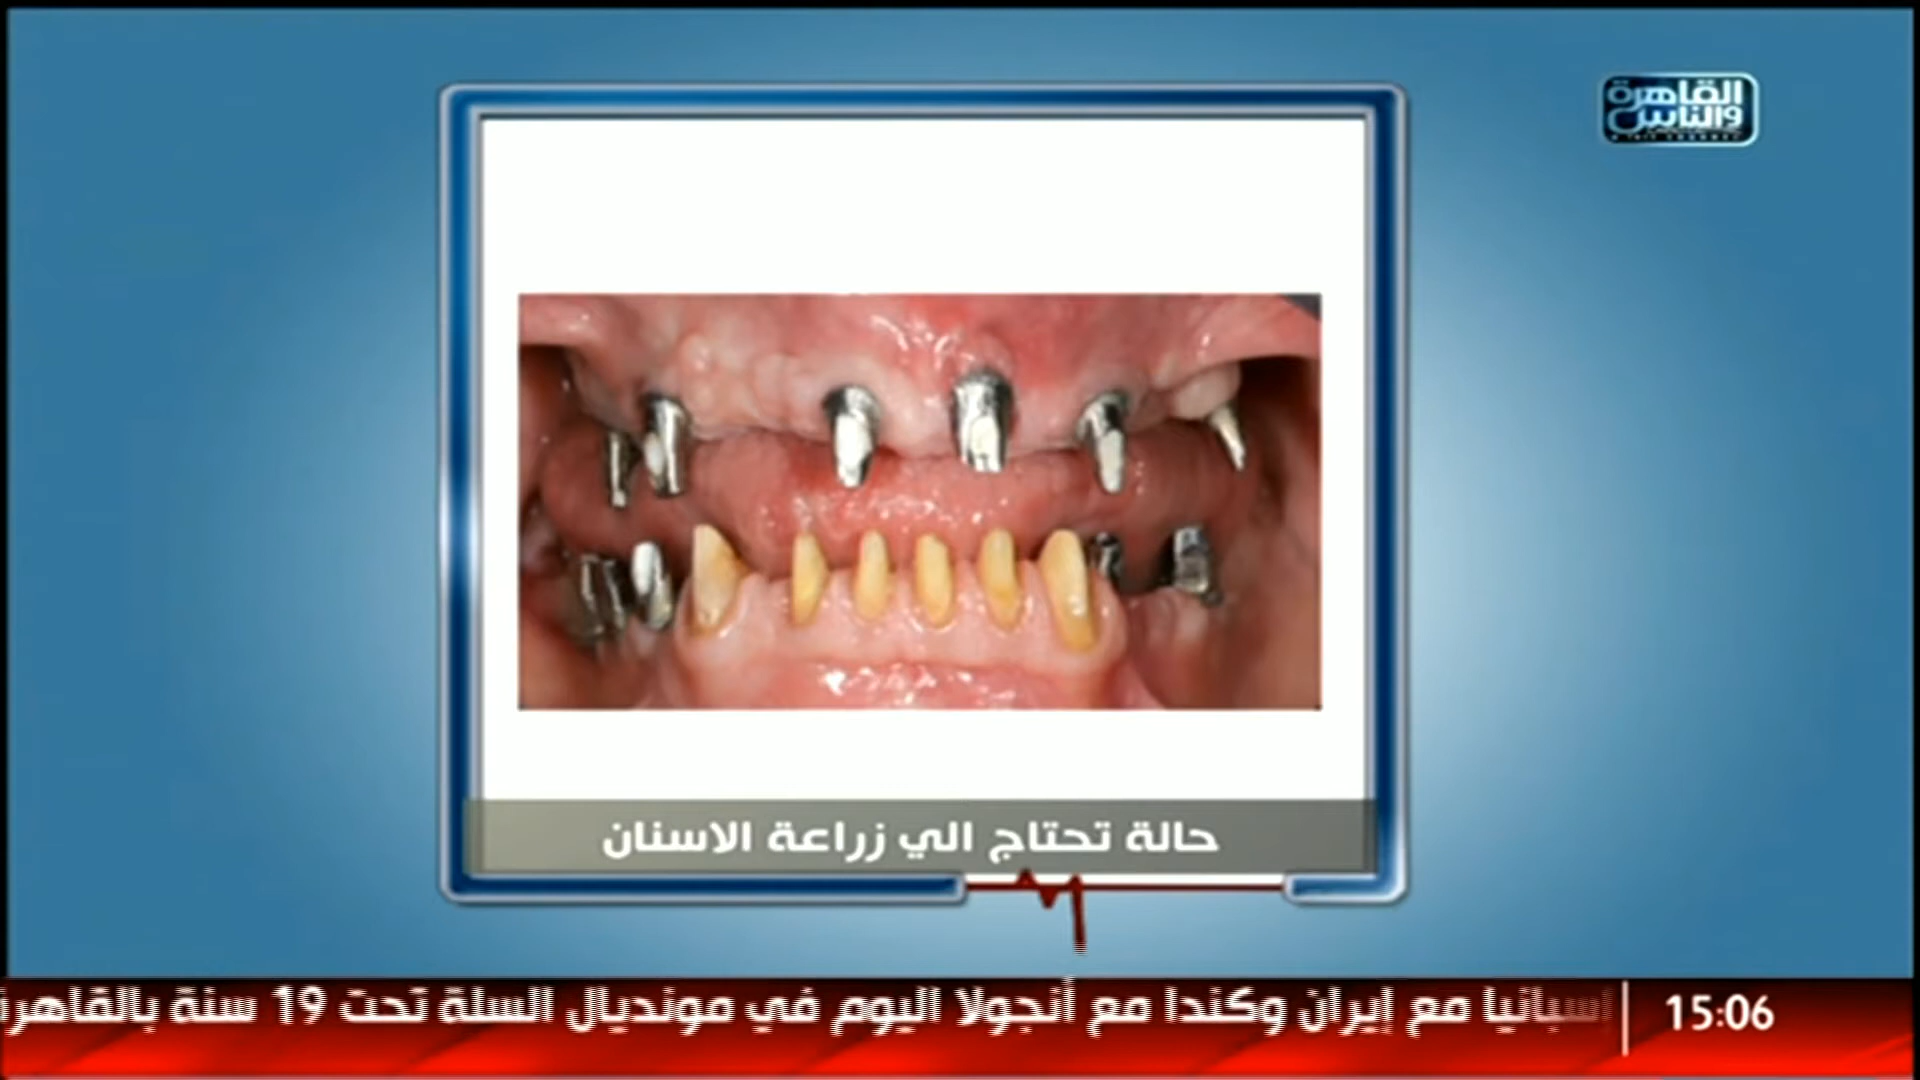 القاهرة
والناس
حالة تحتاج الي زراعة الاسنان
اسبانيا مع إيران وكندا مع أنجولا اليوم في مونديال السلة تحت 19 سنة بالقاهرة
15:06